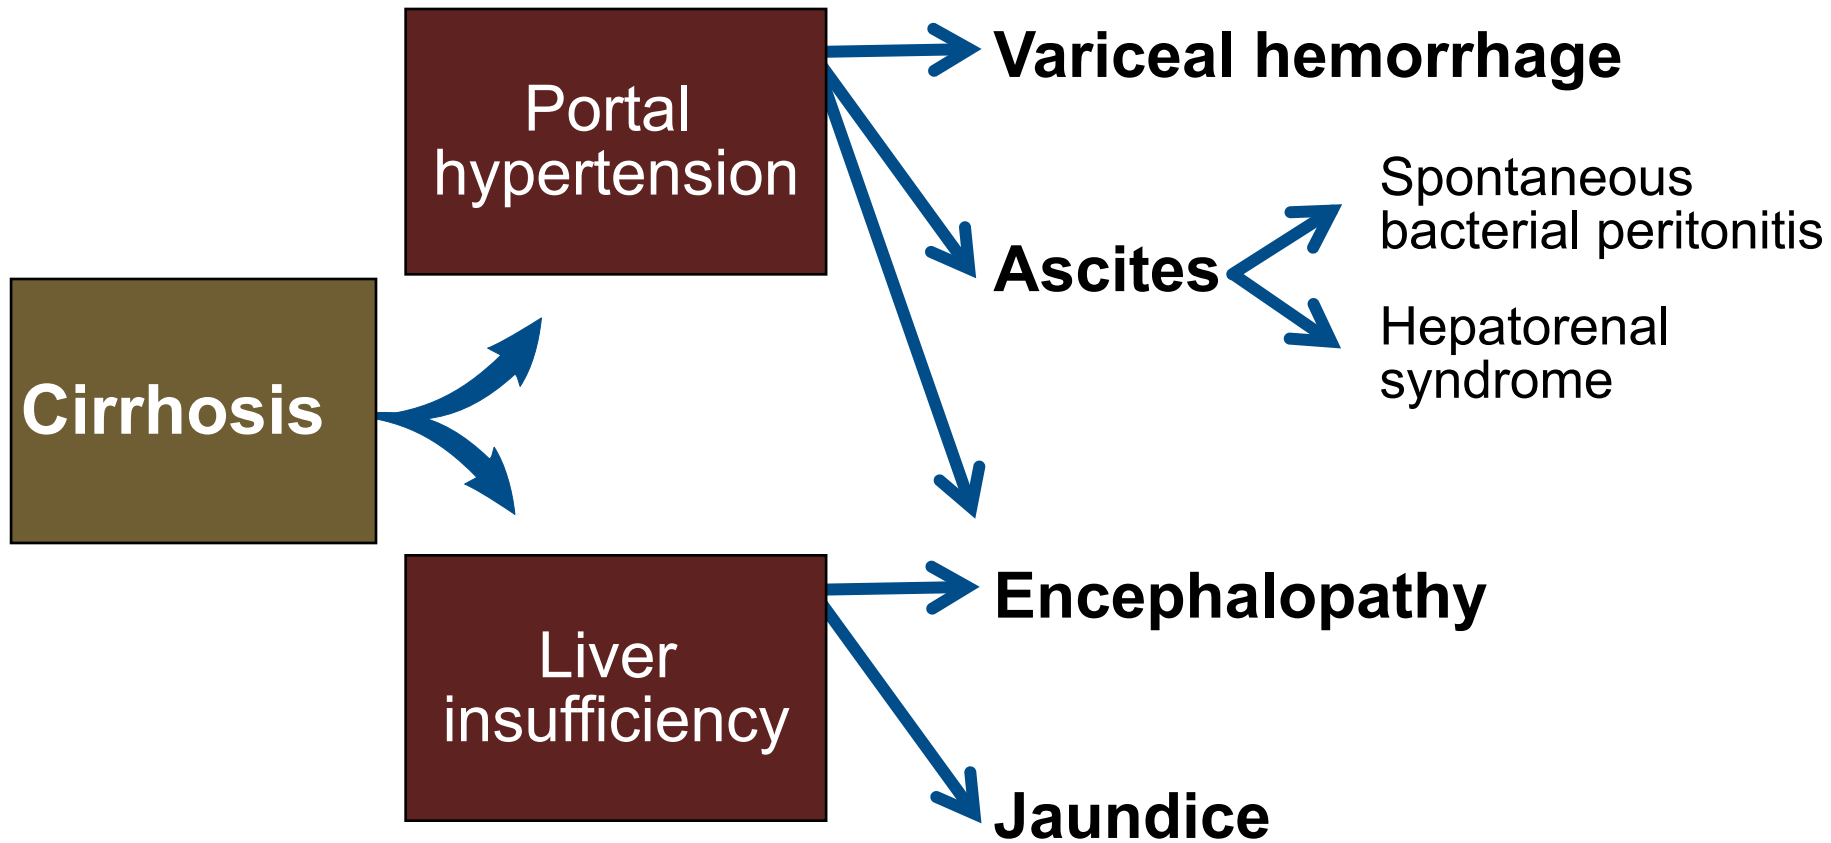 Portal
hypertension
Variceal hemorrhage
Spontaneous
bacterial peritonitis
Ascites
Hepatorenal
syndrome
Cirrhosis
Liver
insufficiency
Encephalopathy
Jaundice